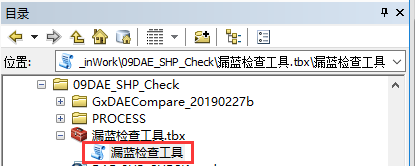 目录
位置: _inWork\09DAE_SHP_Check\漏蓝检查工具.tbx\漏蓝检查工具
09DAE_SHP_Check
GxDAECompare_20190227b
PROCESS
漏蓝检查工具.tbx
漏蓝检查工具